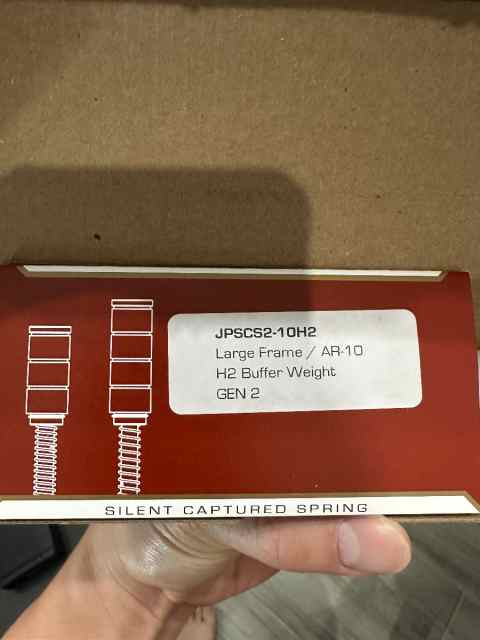 JPSCS2-10H2
Large Frame / AR-10
H2 Buffer Weight
GEN 2
SILENT CAPTURED SPRING